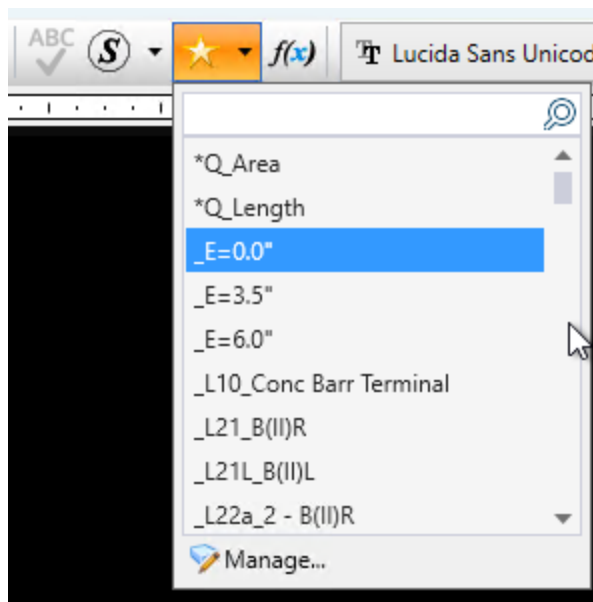 ABC S f(x) Tr Lucida Sans Unicod
*Q_Area
*Q_Length
_E=0.0"
_E=3.5"
_E=6.0"
_L10_Conc Barr Terminal
_L21_B(II)R
_L21L_B(II)L
_L22a_2 - B(II)R
Manage...